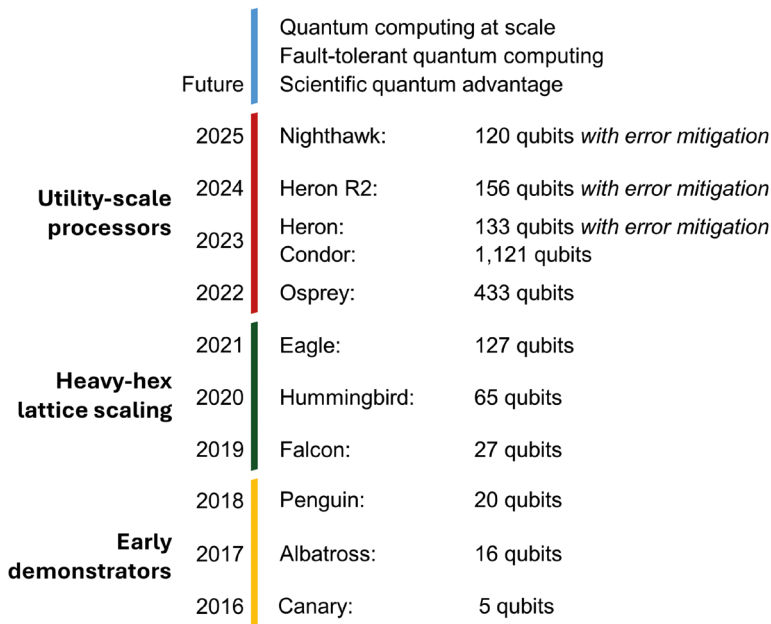 Quantum computing at scale
Fault-tolerant quantum computing
Future Scientific quantum advantage
2025 Nighthawk: 120 qubits with error mitigation
Utility-scale processors
2024 Heron R2: 156 qubits with error mitigation
2023 Heron: 133 qubits with error mitigation
Condor: 1,121 qubits
2022 Osprey: 433 qubits
2021 Eagle: 127 qubits
Heavy-hex lattice scaling
2020 Hummingbird: 65 qubits
2019 Falcon: 27 qubits
2018 Penguin: 20 qubits
Early demonstrators
2017 Albatross: 16 qubits
2016 Canary: 5 qubits